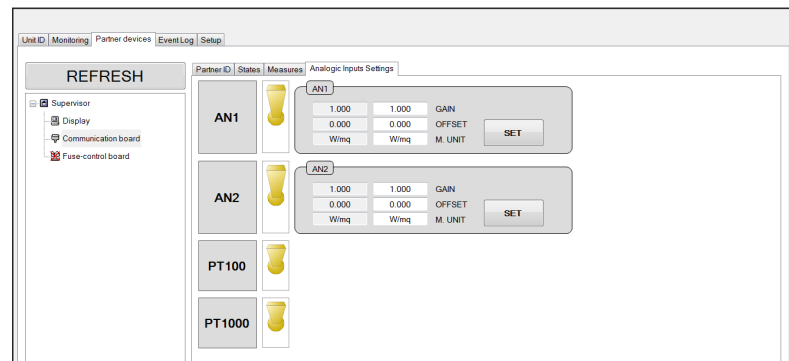 Unit ID Monitoring Partner devices Event Log Setup
REFRESH
Supervisor
Display
Communication board
Fuse-control board
Partner ID States Measures Analogic Inputs Settings
AN1
AN1
1.000 1.000 GAIN
0.000 0.000 OFFSET
W/mq W/mq M. UNIT
SET
AN2
AN2
1.000 1.000 GAIN
0.000 0.000 OFFSET
W/mq W/mq M. UNIT
SET
PT100
PT1000